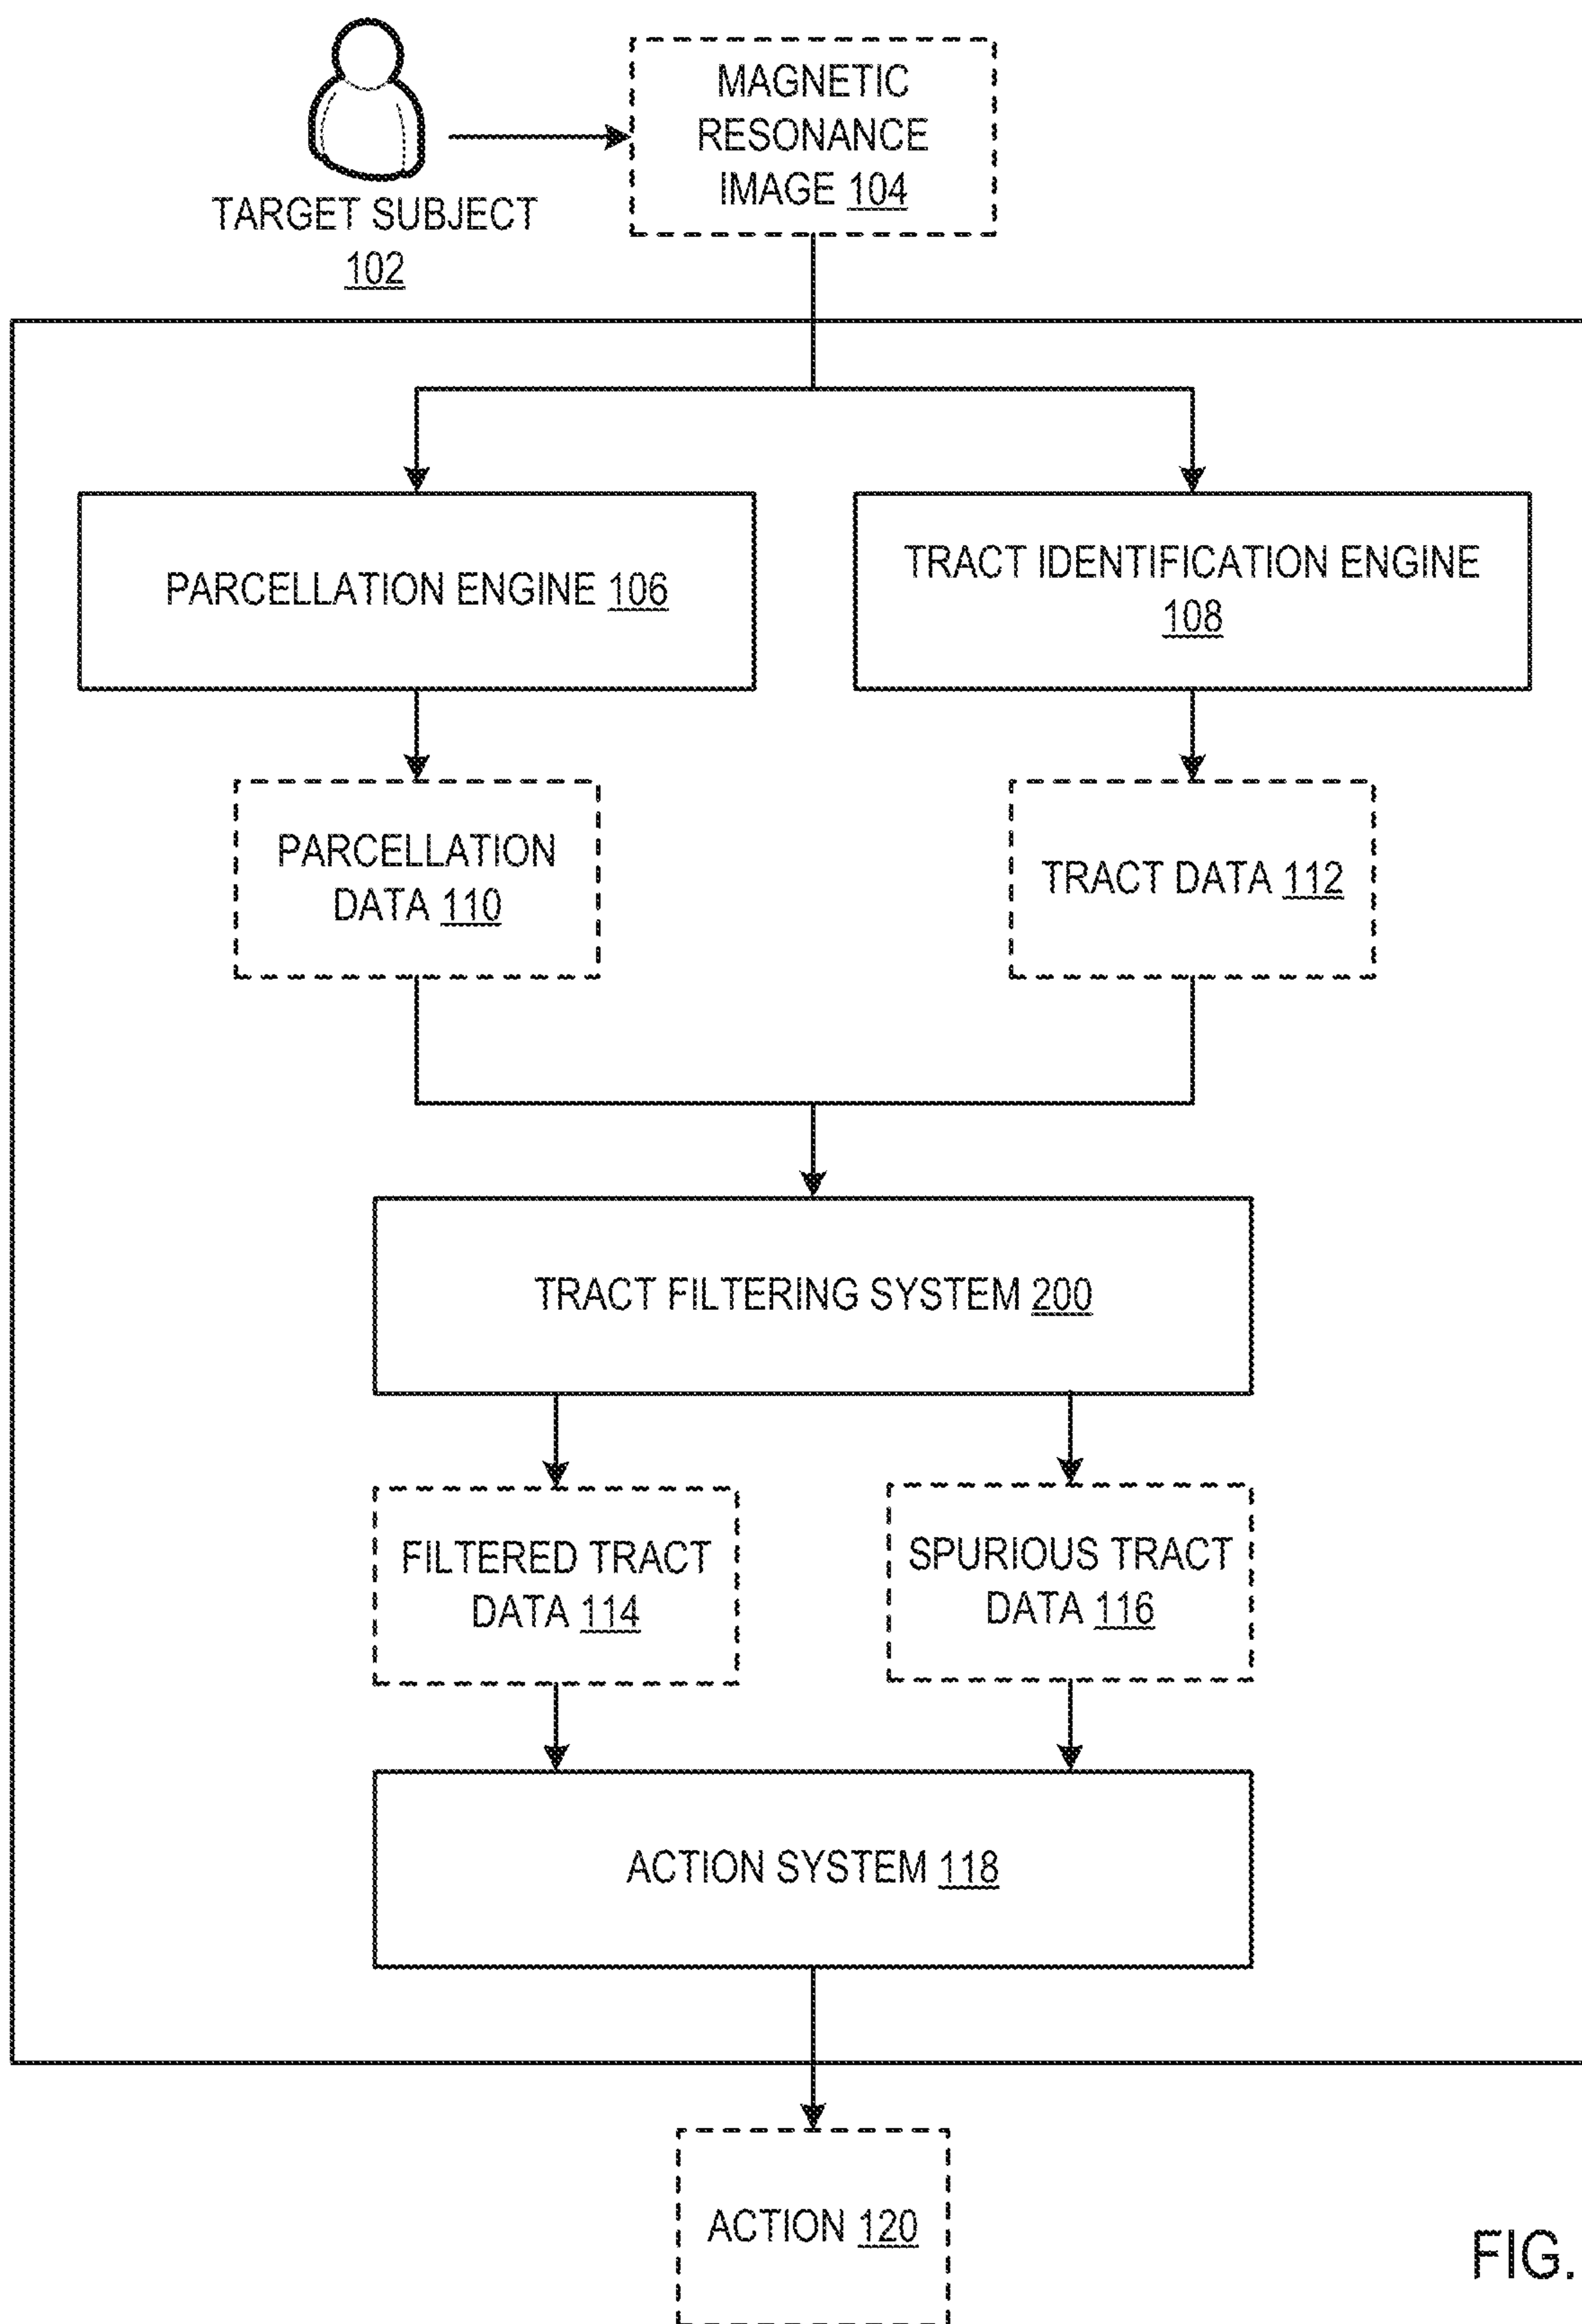 MAGNETIC
RESONANCE
IMAGE 104
TARGET SUBJECT
102
PARCELLATION ENGINE 106
TRACT IDENTIFICATION ENGINE
108
PARCELLATION
DATA 110
TRACT DATA 112
TRACT FILTERING SYSTEM 200
FILTERED TRACT
DATA 114
SPURIOUS TRACT
DATA 116
ACTION SYSTEM 118
ACTION 120
FIG.